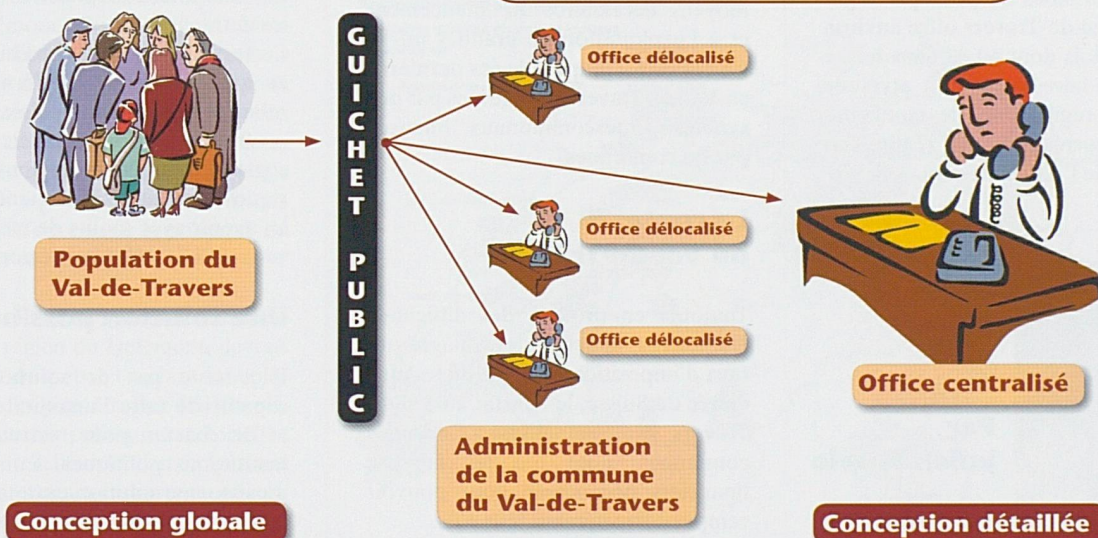 GUICHET PUBLIC
Office délocalisé
Office délocalisé
Office délocalisé
Population du
Val-de-Travers
Office centralisé
Administration
de la commune
du Val-de-Travers
Conception globale
Conception détaillée